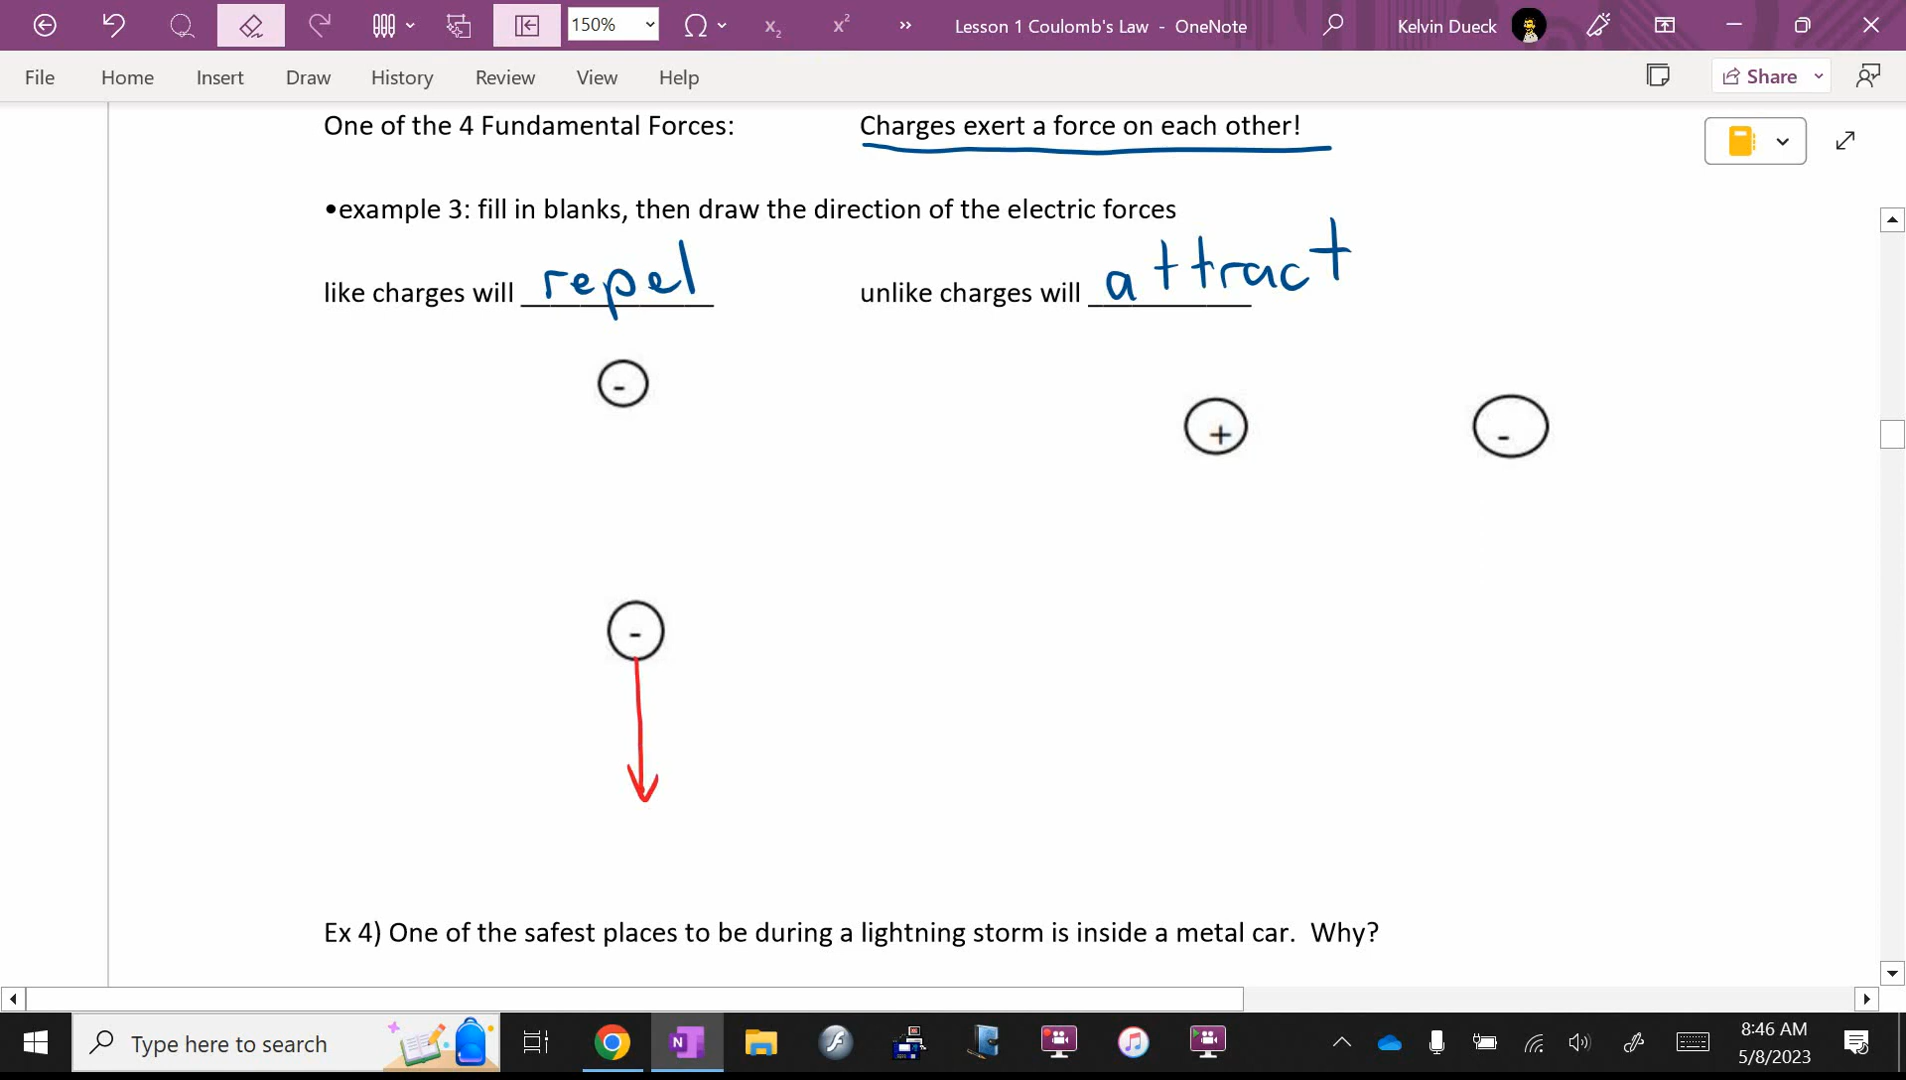 150%
Ω
x₂
x²
»
Lesson 1 Coulomb's Law - OneNote
Kelvin Dueck
File Home Insert Draw History Review View Help
Share
One of the 4 Fundamental Forces: Charges exert a force on each other!
•example 3: fill in blanks, then draw the direction of the electric forces
like charges will repel unlike charges will attract
-
+ -
-
Ex 4) One of the safest places to be during a lightning storm is inside a metal car. Why?
Type here to search
N
f
8:46 AM
5/8/2023